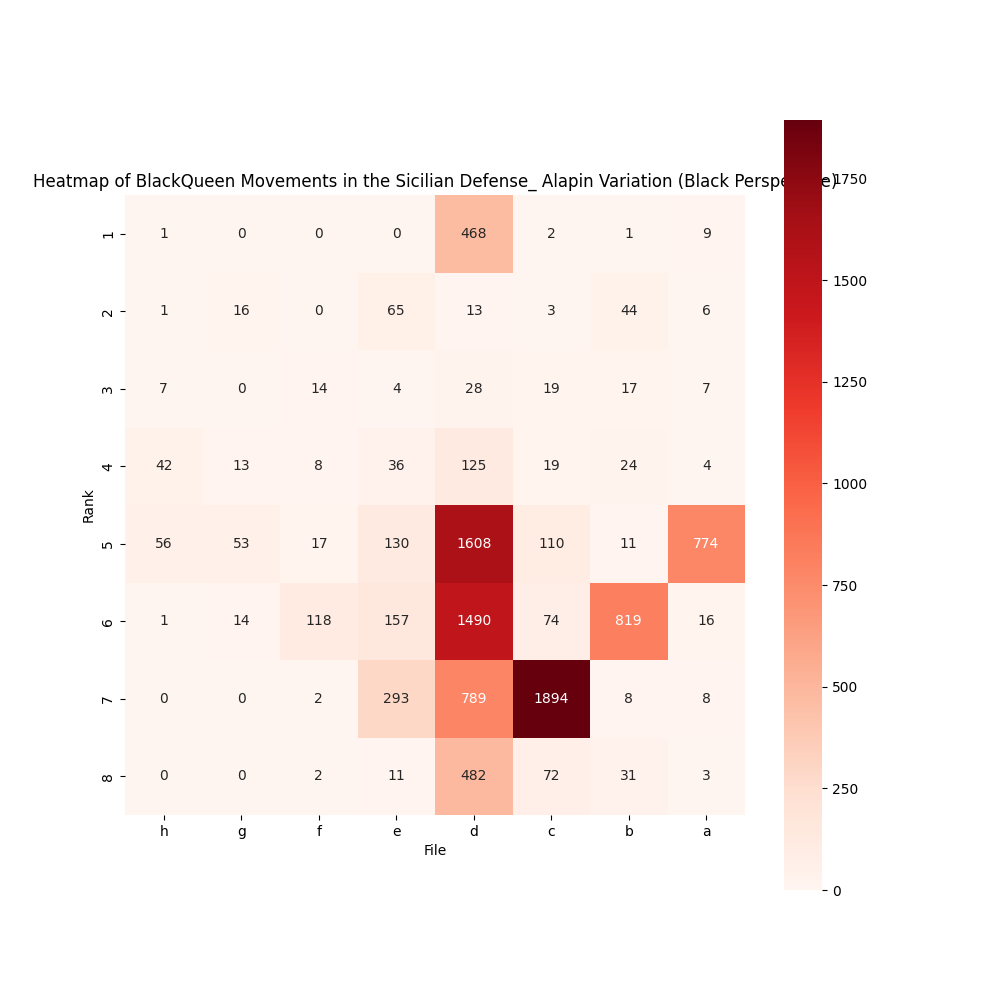 Heatmap of BlackQueen Movements in the Sicilian Defense_ Alapin Variation (Black Perspe
1750
1 1 0 0 0 468 2 1 9
1500
2 1 16 0 65 13 3 44 6
3 7 0 14 4 28 19 17 7
1250
4 42 13 8 36 125 19 24 4
1000
Rank
5 56 53 17 130 1608 110 11 774
750
6 1 14 118 157 1490 74 819 16
500
7 0 0 2 293 789 1894 8 8
250
8 0 0 2 11 482 72 31 3
h g f e d c b a
File
0